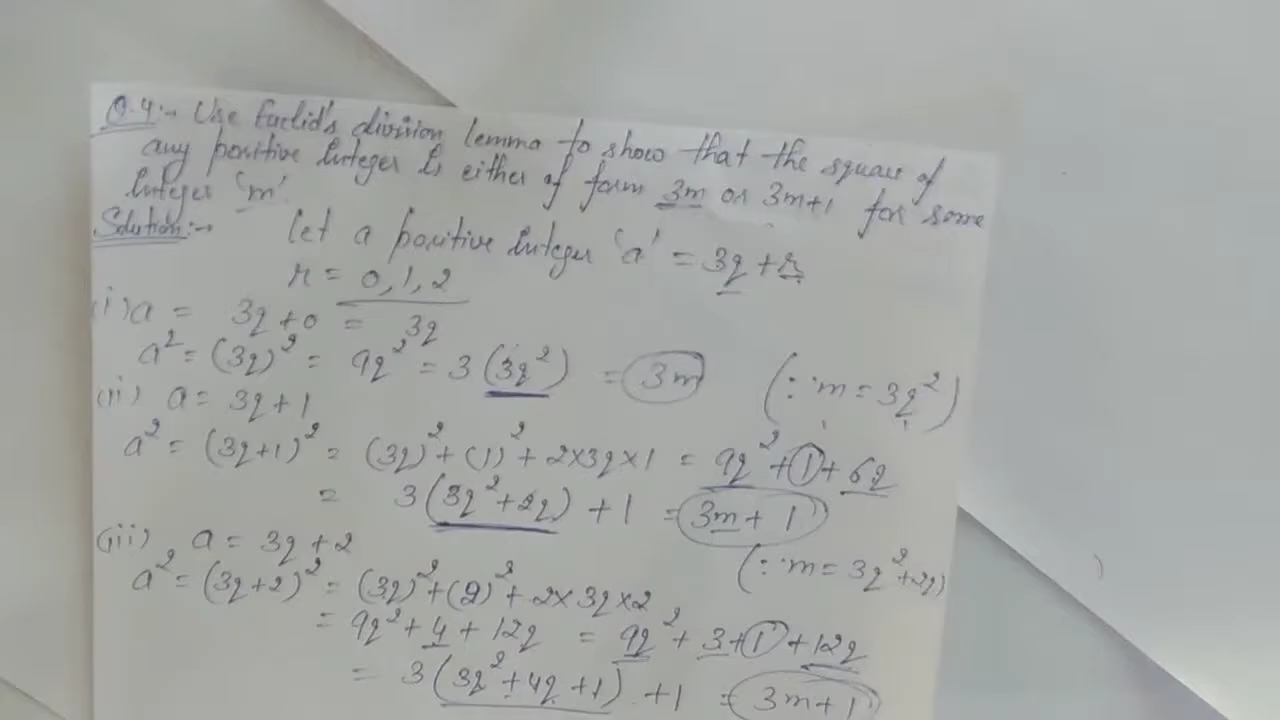 Q.4:- Use Euclid's division lemma to show that the square of
any positive integer is either of form 3m or 3m+1 for some
integer 'm'.
Solution:-
let a positive integer 'a' = 3q + r
r = 0, 1, 2
(i) a = 3q + 0 = 3q
a² = (3q)² = 9q² = 3(3q²) = 3m (∵ m = 3q²)
(ii) a = 3q + 1
a² = (3q+1)² = (3q)² + (1)² + 2×3q×1 = 9q² + 1 + 6q
= 3(3q² + 2q) + 1 = 3m + 1
(∵ m = 3q² + 2q)
(iii) a = 3q + 2
a² = (3q+2)² = (3q)² + (2)² + 2×3q×2
= 9q² + 4 + 12q = 9q² + 3 + 1 + 12q
= 3(3q² + 4q + 1) + 1 = 3m + 1